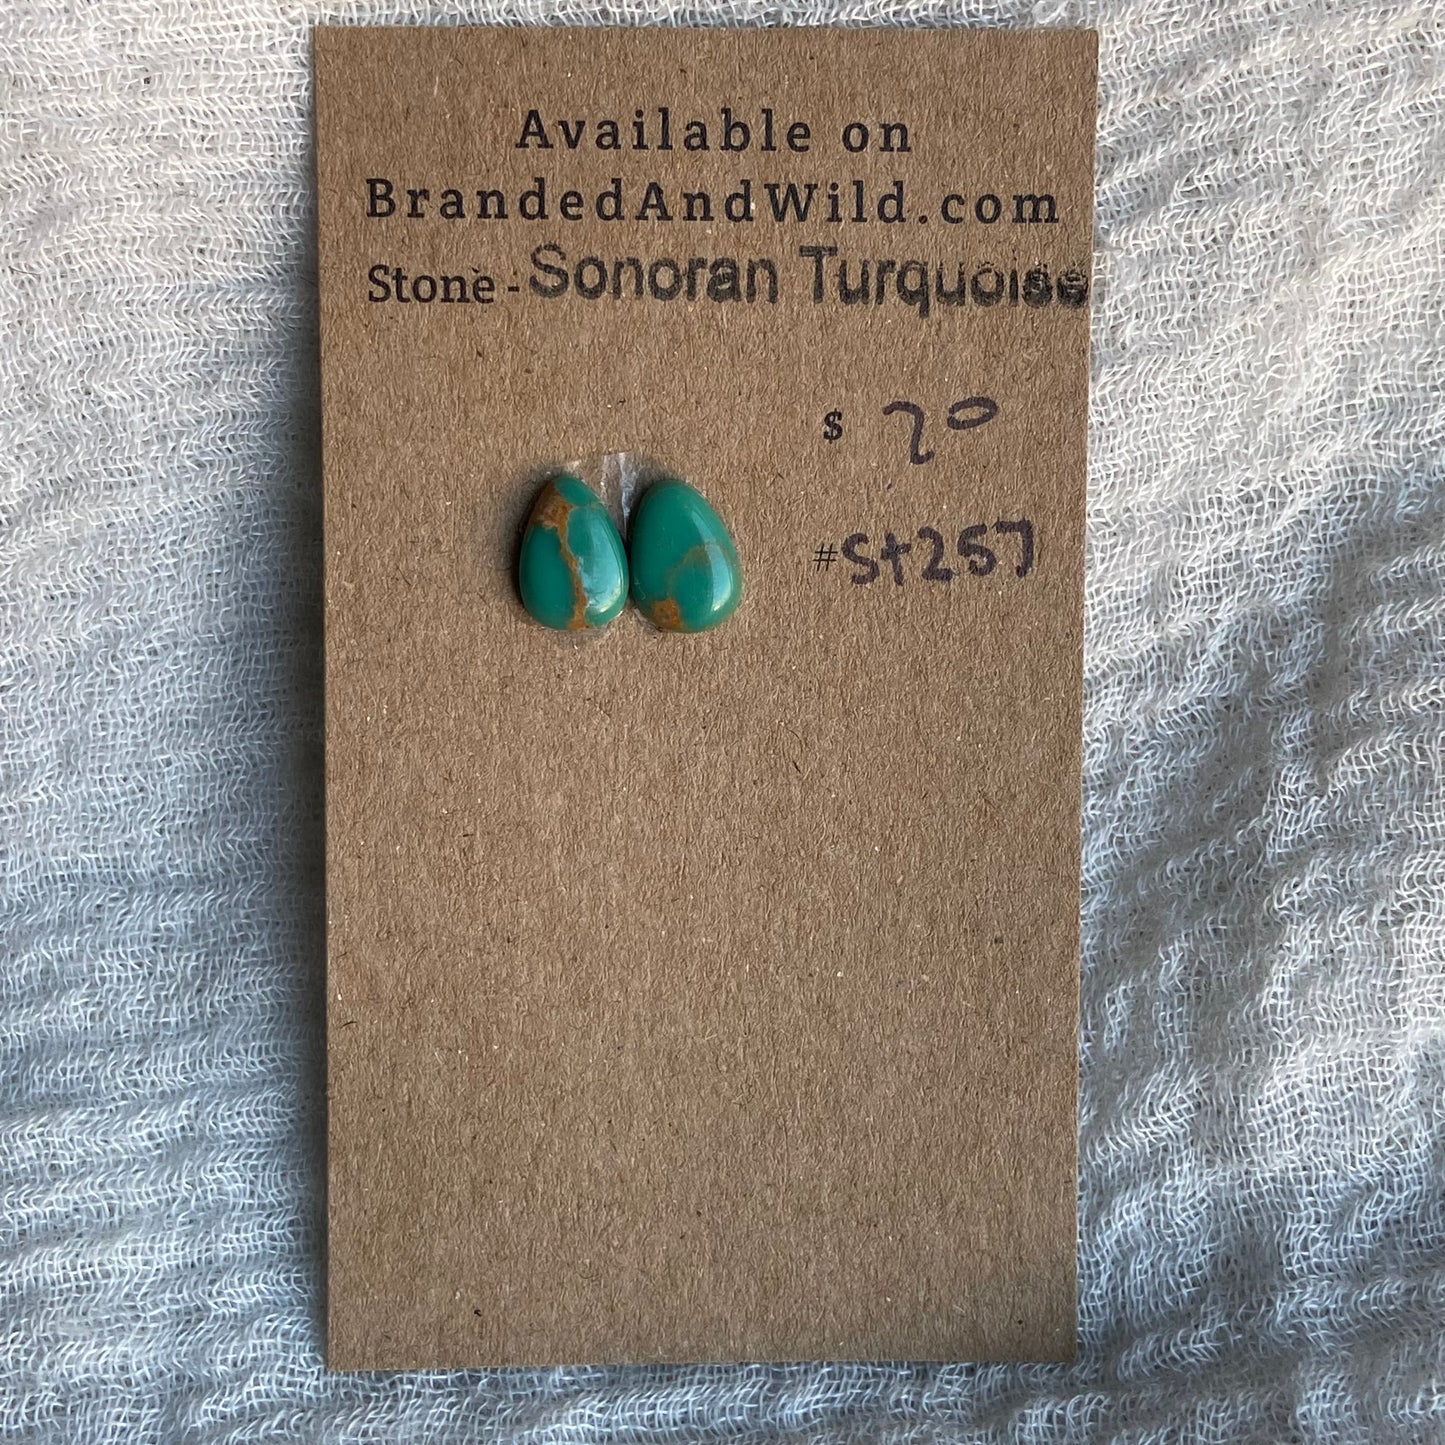 Available on
BrandedAndWild.com
Stone - Sonoran Turquoise
$ 20
#St257